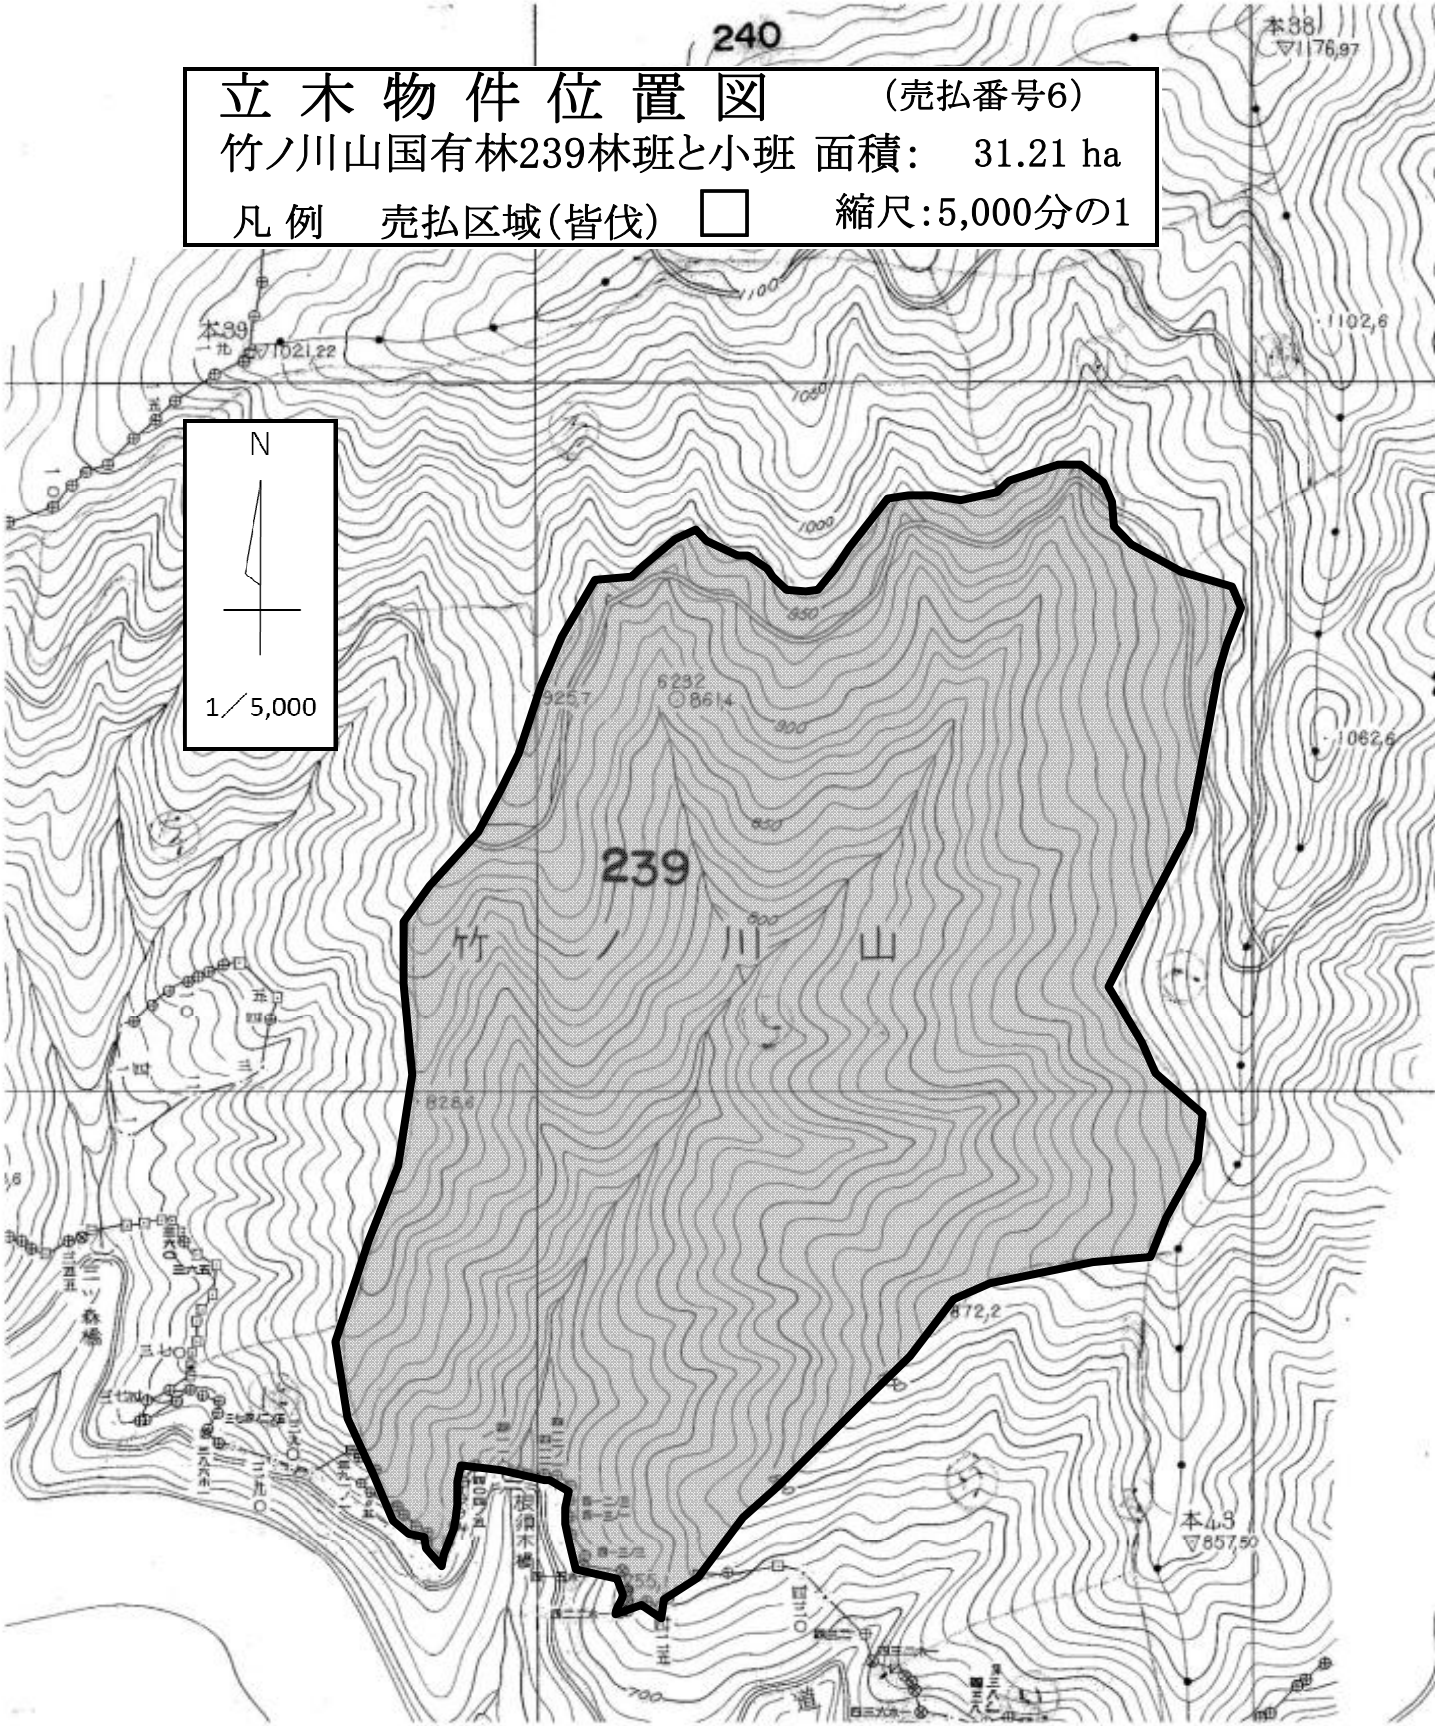 240
本38
▽1176,97
立木物件位置図 (売払番号6)
竹ノ川山国有林239林班と小班 面積： 31.21 ha
凡例 売払区域(皆伐) □ 縮尺：5,000分の1
1100
本39
▽1021,22
1102,6
1050
N
1／5,000
1000
950
925,7
6232
861,4
900
1062,6
850
239
800
竹ノ川山
828,6
三ツ森橋
872,2
根須木橋
本43
▽857,50
700
道